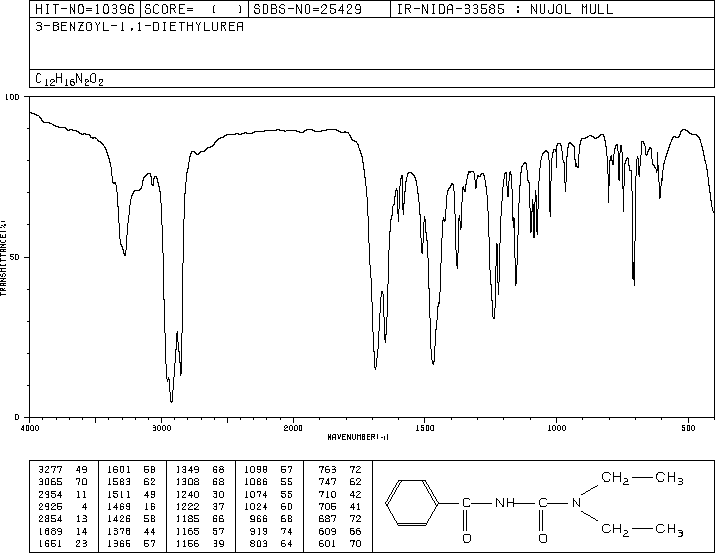 HIT-NO=10396 SCORE= ( ) SDBS-NO=25429 IR-NIDA-33585 : NUJOL MULL
3-BENZOYL-1,1-DIETHYLUREA
C12H16N2O2
100
50
0
TRANSMITTANCE(%)
4000 3000 2000 1500 1000 500
WAVENUMBER(-1)
3277 49 1601 58 1349 68 1098 57 763 72
3065 70 1583 62 1308 68 1086 55 747 62
2954 11 1511 49 1240 30 1074 55 710 42
2925 4 1469 16 1222 37 1024 60 705 41
2854 13 1426 58 1185 66 966 68 687 72
1689 14 1378 44 1165 57 919 74 609 66
1651 23 1366 57 1156 39 803 64 601 70
CH2 CH3
C NH C N
O O
CH2 CH3